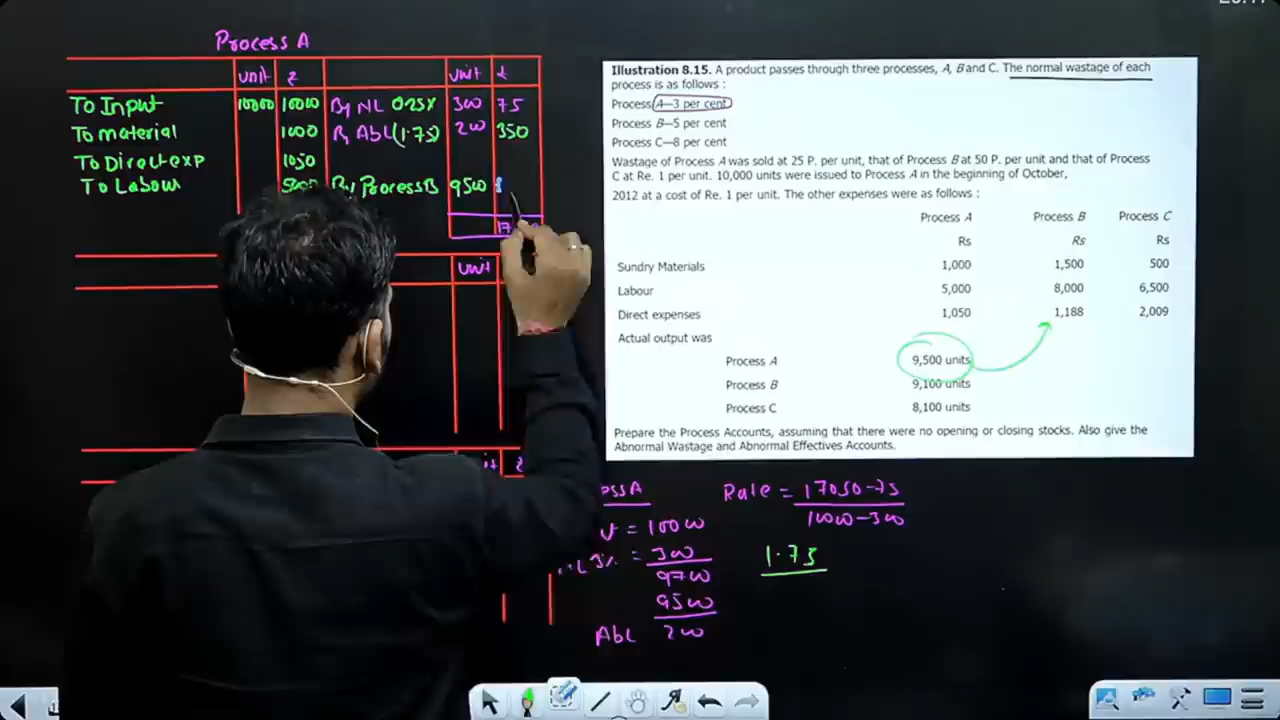 Process A
unit ₹ unit ₹
To Input 10000 10000 By NL 0.25x 300 75
To material 1000 By AbL (1.75) 200 350
To Direct exp 1050
To Labour By Process B 9500
unit
Illustration 8.15. A product passes through three processes, A, B and C. The normal wastage of each
process is as follows :
Process A—3 per cent
Process B—5 per cent
Process C—8 per cent
Wastage of Process A was sold at 25 P. per unit, that of Process B at 50 P. per unit and that of Process
C at Re. 1 per unit. 10,000 units were issued to Process A in the beginning of October,
2012 at a cost of Re. 1 per unit. The other expenses were as follows :
Process A Process B Process C
Rs Rs Rs
Sundry Materials 1,000 1,500 500
Labour 5,000 8,000 6,500
Direct expenses 1,050 1,188 2,009
Actual output was
Process A 9,500 units
Process B 9,100 units
Process C 8,100 units
Prepare the Process Accounts, assuming that there were no opening or closing stocks. Also give the
Abnormal Wastage and Abnormal Effectives Accounts.
Rate = 17050-75
10000-300
1.75
= 10000
3% = 300
9700
9500
AbL 200